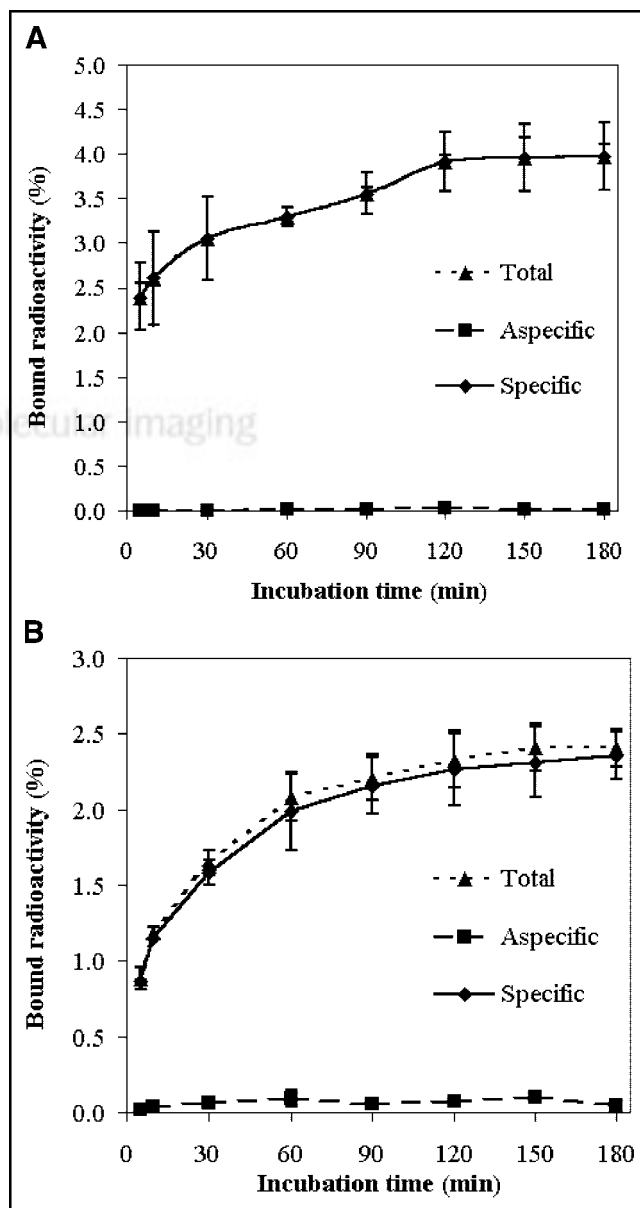 A
Bound radioactivity (%)
5.0
4.5
4.0
3.5
3.0
2.5
2.0
1.5
1.0
0.5
0.0
Total
Aspecific
Specific
lecular imaging
0 30 60 90 120 150 180
Incubation time (min)
B
Bound radioactivity (%)
3.0
2.5
2.0
1.5
1.0
0.5
0.0
Total
Aspecific
Specific
0 30 60 90 120 150 180
Incubation time (min)